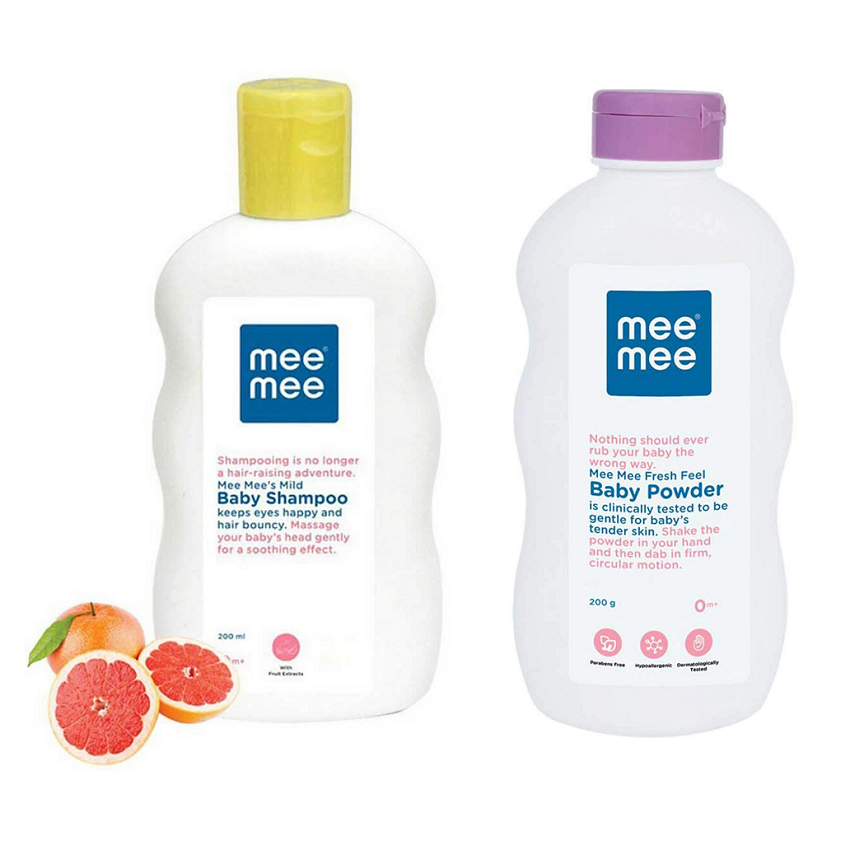 mee®
mee
Shampooing is no longer
a hair-raising adventure.
Mee Mee's Mild
Baby Shampoo
keeps eyes happy and
hair bouncy. Massage
your baby's head gently
for a soothing effect.
200 ml
m+
With
Fruit Extracts
mee®
mee
Nothing should ever
rub your baby the
wrong way.
Mee Mee Fresh Feel
Baby Powder
is clinically tested to be
gentle for baby's
tender skin. Shake the
powder in your hand
and then dab in firm,
circular motion.
200 g
0m+
Parabens Free
Hypoallergenic
Dermatologically
Tested